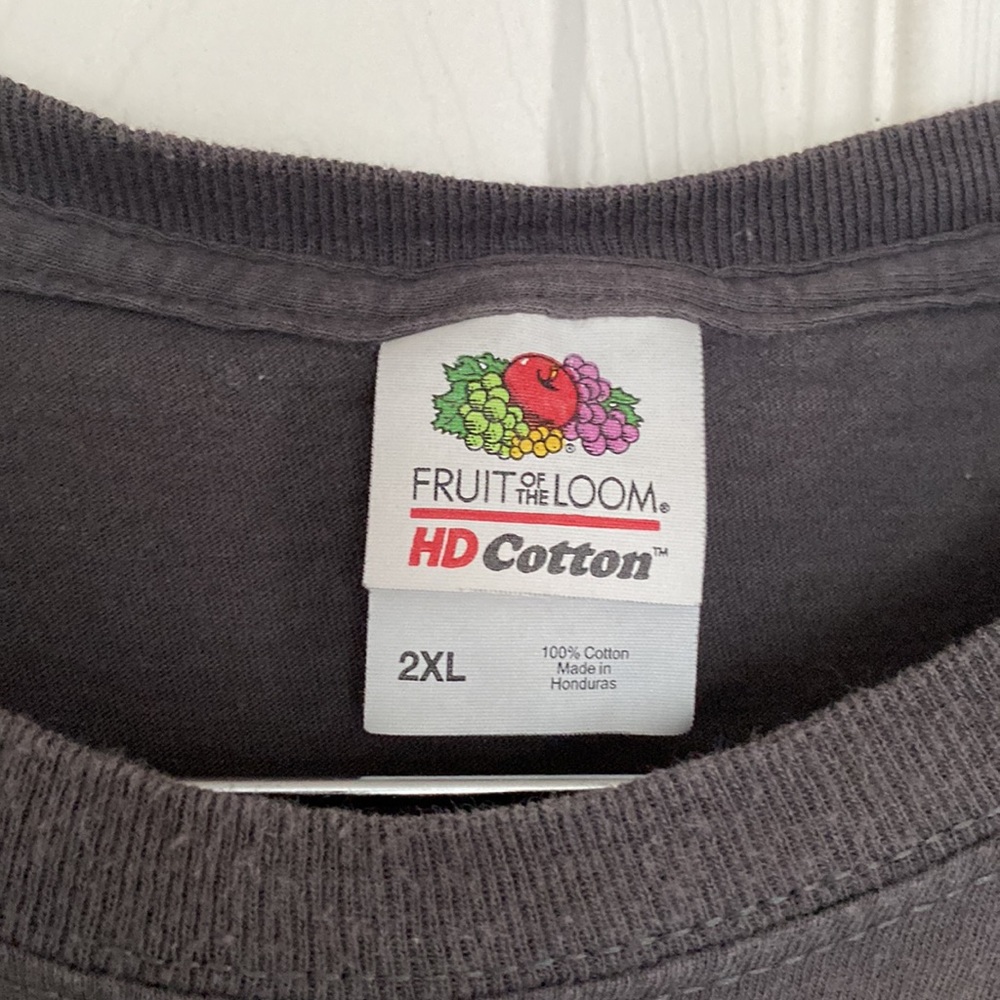 ®
FRUIT OF THE LOOM®
HD Cotton™
2XL
100% Cotton
Made in
Honduras